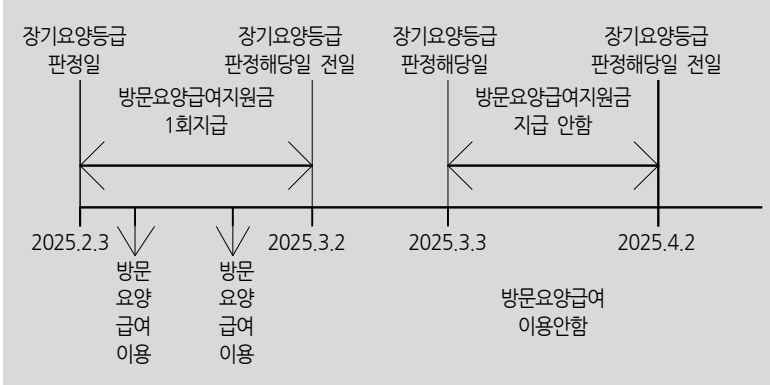 장기요양등급
판정일
장기요양등급
판정해당일 전일
장기요양등급
판정해당일
장기요양등급
판정해당일 전일
방문요양급여지원금
1회지급
방문요양급여지원금
지급 안함
2025.2.3
2025.3.2
2025.3.3
2025.4.2
방문
요양
급여
이용
방문
요양
급여
이용
방문요양급여
이용안함